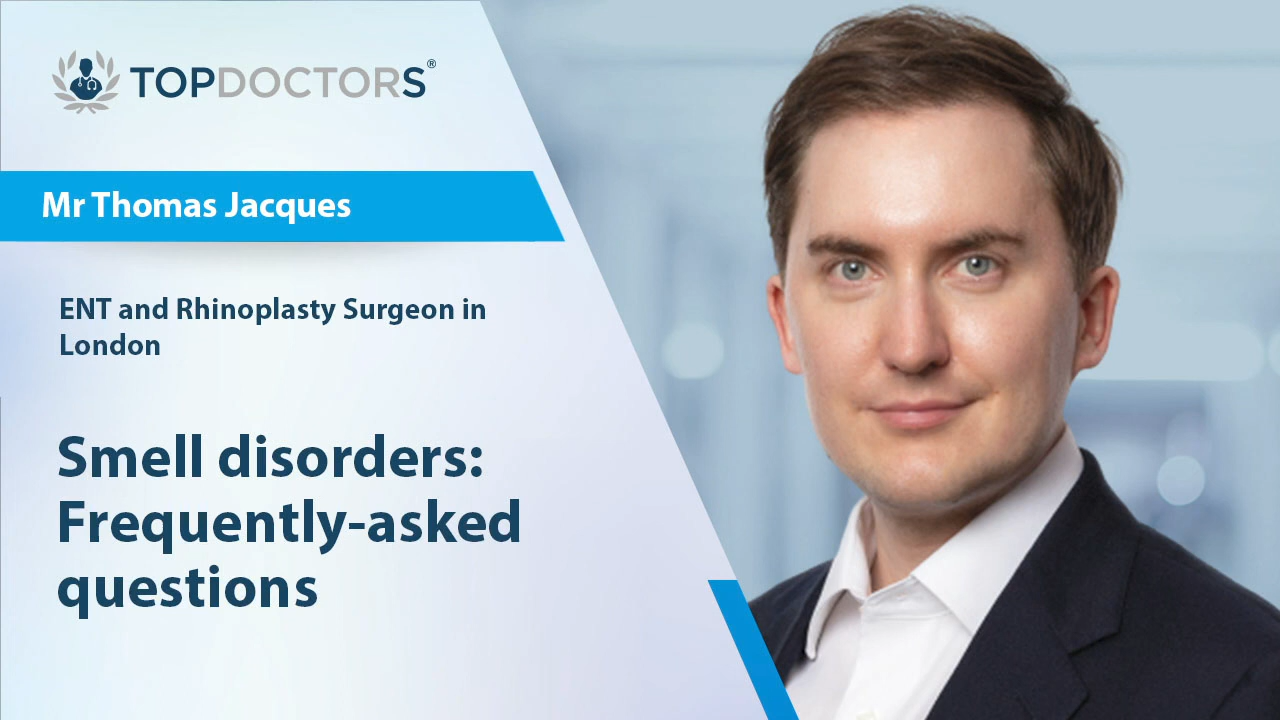 TOPDOCTORS®
Mr Thomas Jacques
ENT and Rhinoplasty Surgeon in
London
Smell disorders:
Frequently-asked
questions